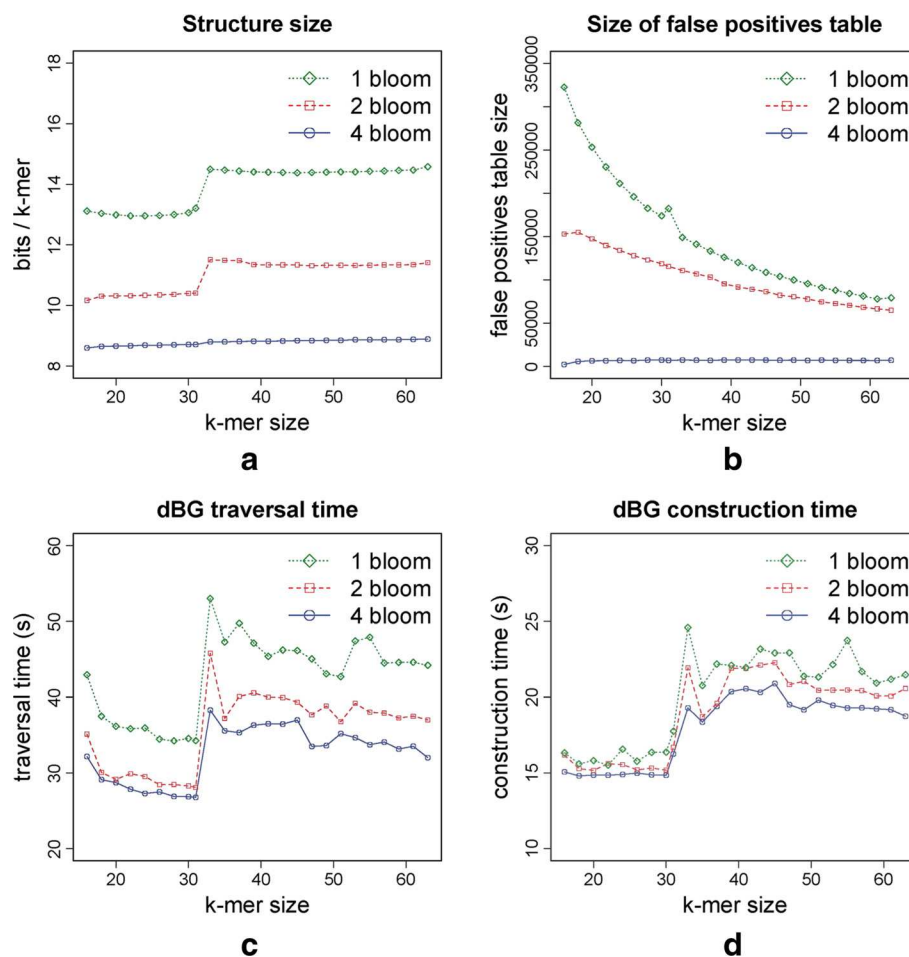 Structure size
18
16
14
12
10
8
bits / k-mer
1 bloom
2 bloom
4 bloom
20 30 40 50 60
k-mer size
a
Size of false positives table
350000
250000
150000
50000
0
false positives table size
1 bloom
2 bloom
4 bloom
20 30 40 50 60
k-mer size
b
dBG traversal time
60
50
40
30
20
traversal time (s)
1 bloom
2 bloom
4 bloom
20 30 40 50 60
k-mer size
c
dBG construction time
30
25
20
15
10
construction time (s)
1 bloom
2 bloom
4 bloom
20 30 40 50 60
k-mer size
d